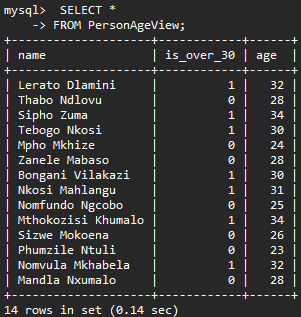 mysql>  SELECT *
    -> FROM PersonAgeView;
+-------------------+------------+-----+
| name              | is_over_30 | age |
+-------------------+------------+-----+
| Lerato Dlamini    |          1 |  32 |
| Thabo Ndlovu      |          0 |  28 |
| Sipho Zuma        |          1 |  34 |
| Tebogo Nkosi      |          1 |  30 |
| Mpho Mkhize       |          0 |  24 |
| Zanele Mabaso     |          0 |  28 |
| Bongani Vilakazi  |          1 |  30 |
| Nkosi Mahlangu    |          1 |  31 |
| Nomfundo Ngcobo   |          0 |  25 |
| Mthokozisi Khumalo |          1 |  34 |
| Sizwe Mokoena     |          0 |  26 |
| Phumzile Ntuli    |          0 |  23 |
| Nomvula Mkhabela  |          1 |  32 |
| Mandla Nxumalo    |          0 |  28 |
+-------------------+------------+-----+
14 rows in set (0.14 sec)